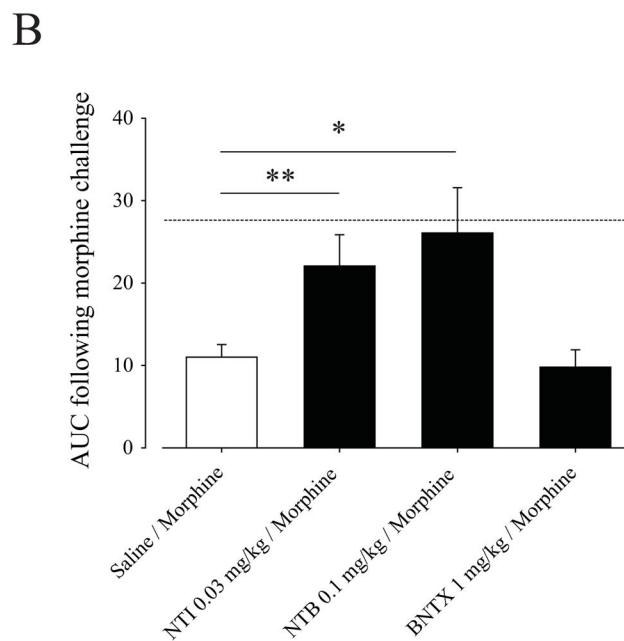 B
AUC following morphine challenge
40
30
20
10
0
*
**
Saline / Morphine
NTI 0.03 mg/kg / Morphine
NTB 0.1 mg/kg / Morphine
BNTX 1 mg/kg / Morphine